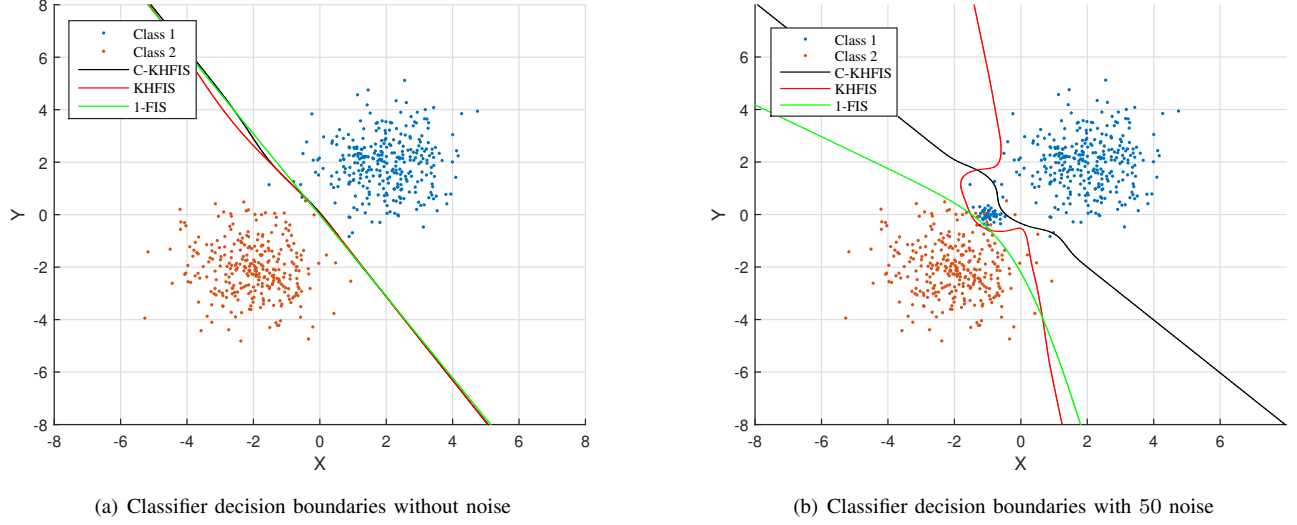 8
6
4
2
0
-2
-4
-6
-8
Y
Class 1
Class 2
C-KHFIS
KHFIS
1-FIS
-8 -6 -4 -2 0 2 4 6 8
X
(a) Classifier decision boundaries without noise
8
6
4
2
0
-2
-4
-6
-8
Y
Class 1
Class 2
C-KHFIS
KHFIS
1-FIS
-8 -6 -4 -2 0 2 4 6
X
(b) Classifier decision boundaries with 50 noise